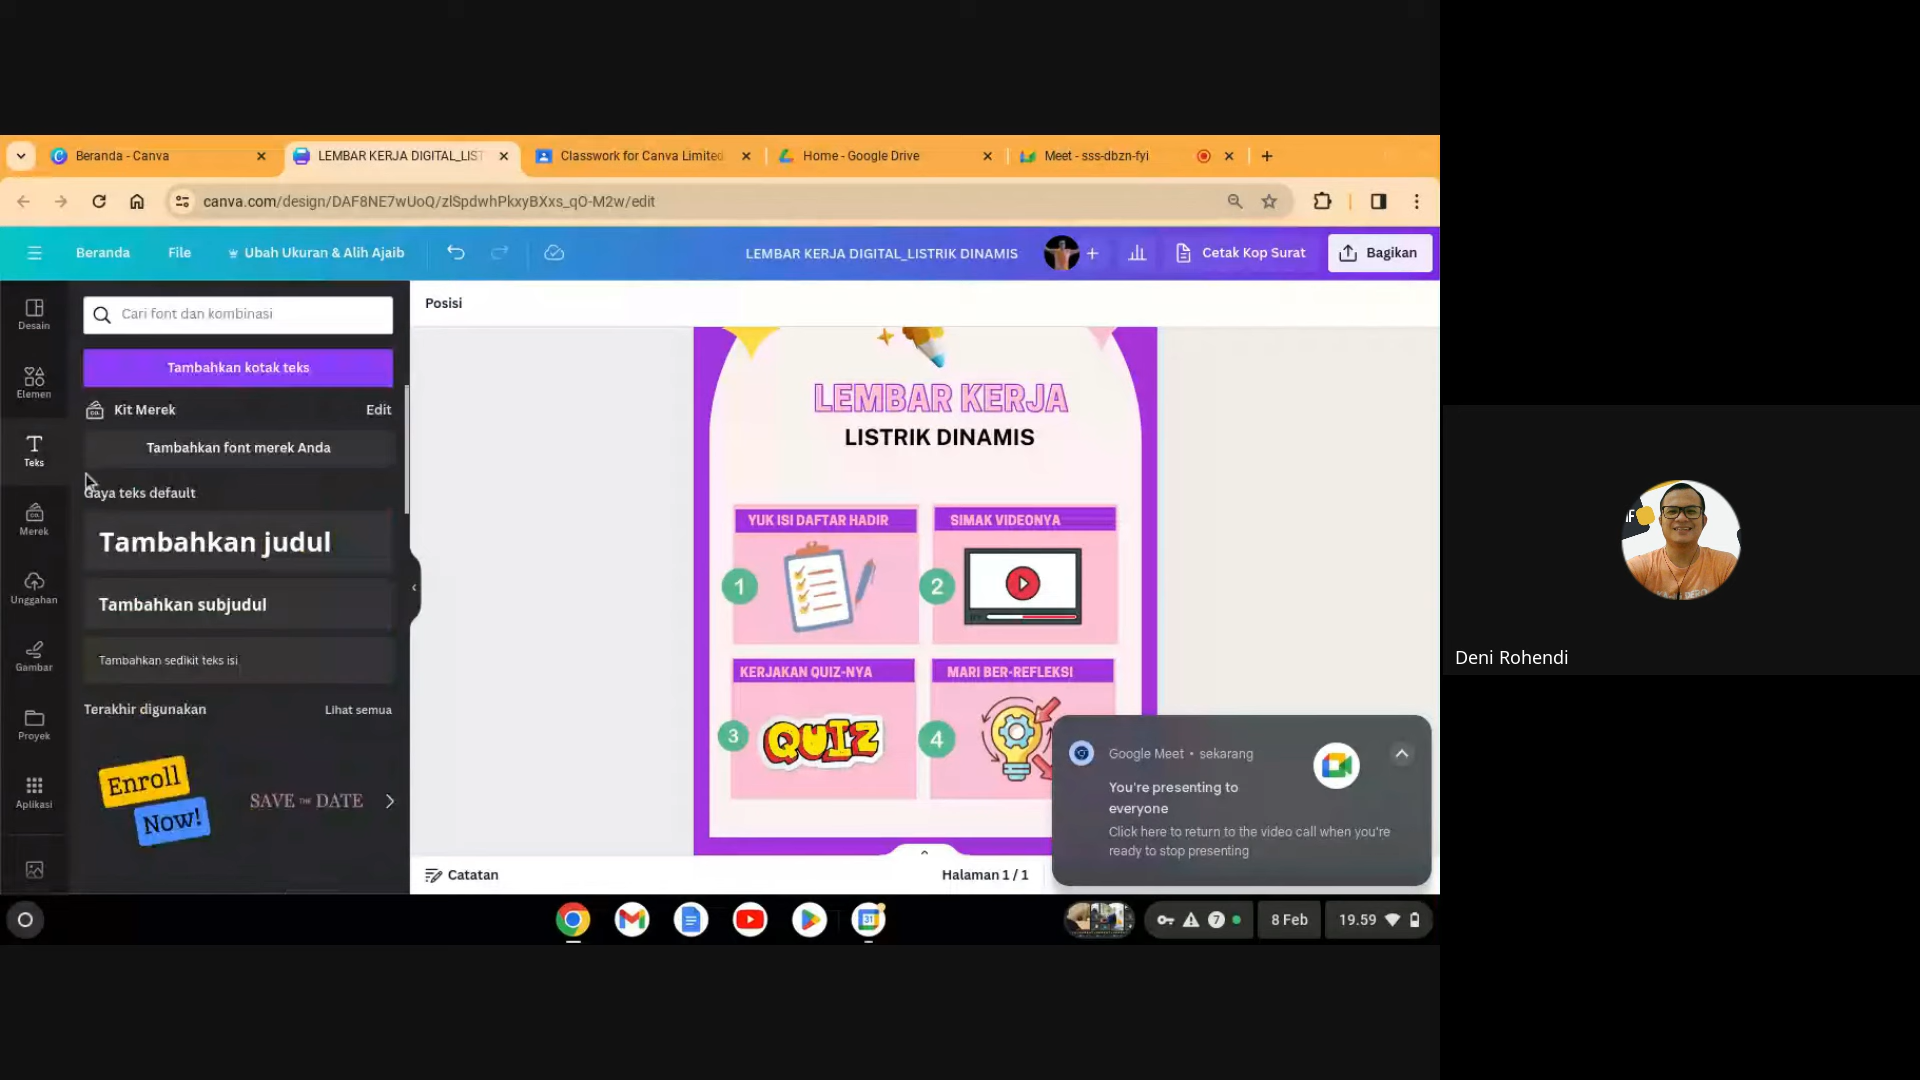 Beranda - Canva
LEMBAR KERJA DIGITAL_LIST
Classwork for Canva Limited
Home - Google Drive
Meet - sss-dbzn-fyi
canva.com/design/DAF8NE7wUoQ/zlSpdwhPkxyBXxs_qO-M2w/edit
Beranda
File
Ubah Ukuran & Alih Ajaib
LEMBAR KERJA DIGITAL_LISTRIK DINAMIS
Cetak Kop Surat
Bagikan
Desain
Elemen
Teks
Merek
Unggahan
Gambar
Proyek
Aplikasi
Cari font dan kombinasi
Tambahkan kotak teks
Kit Merek
Edit
Tambahkan font merek Anda
Gaya teks default
Tambahkan judul
Tambahkan subjudul
Tambahkan sedikit teks isi
Terakhir digunakan
Lihat semua
Enroll
Now!
SAVE THE DATE
Posisi
LEMBAR KERJA
LISTRIK DINAMIS
YUK ISI DAFTAR HADIR
SIMAK VIDEONYA
1
2
KERJAKAN QUIZ-NYA
MARI BER-REFLEKSI
3
QUIZ
4
Google Meet • sekarang
You're presenting to
everyone
Click here to return to the video call when you're
ready to stop presenting
Catatan
Halaman 1 / 1
31
7
8 Feb
19.59
Deni Rohendi